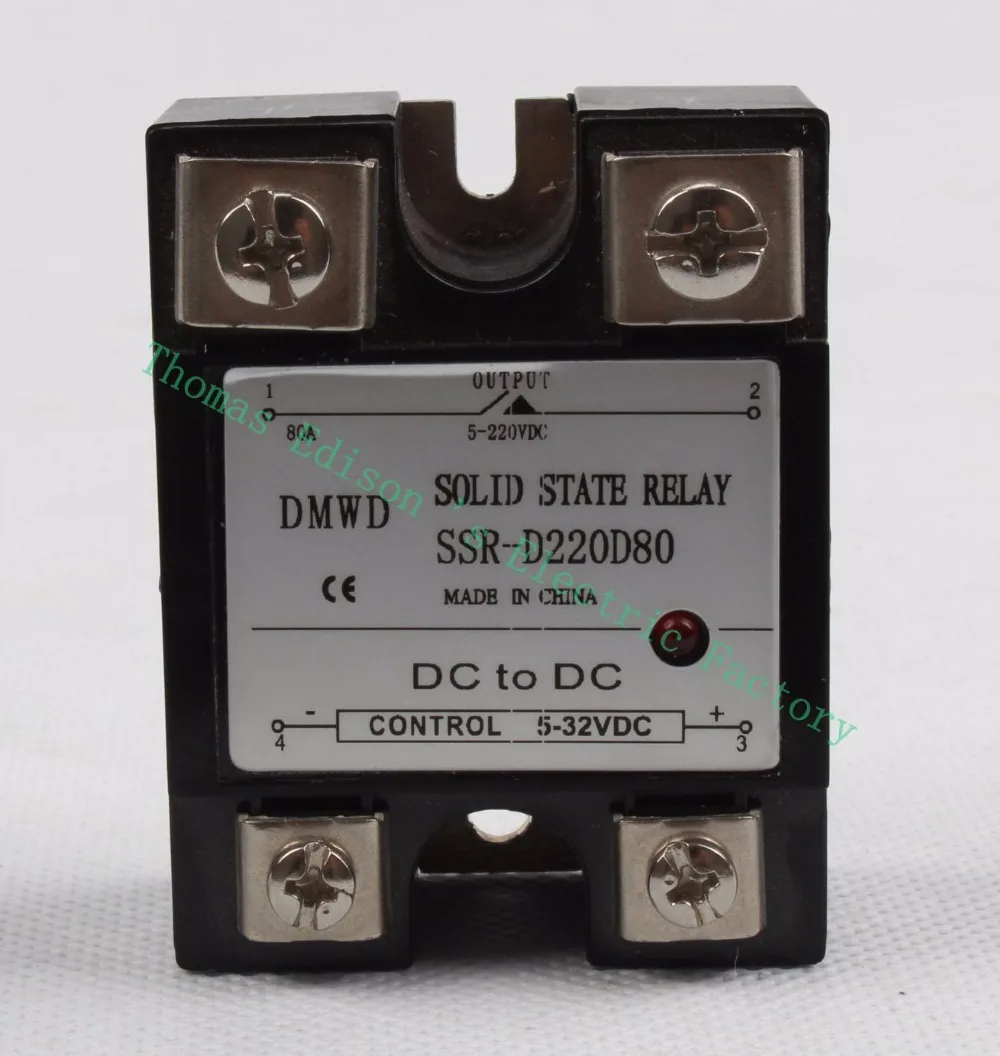 OUTPUT
1 2
80A 5-220VDC
SOLID STATE RELAY
DMWD
SSR-D220D80
CE
MADE IN CHINA
DC to DC
- CONTROL 5-32VDC +
4 3
Thomas Edison 's Electric Factory